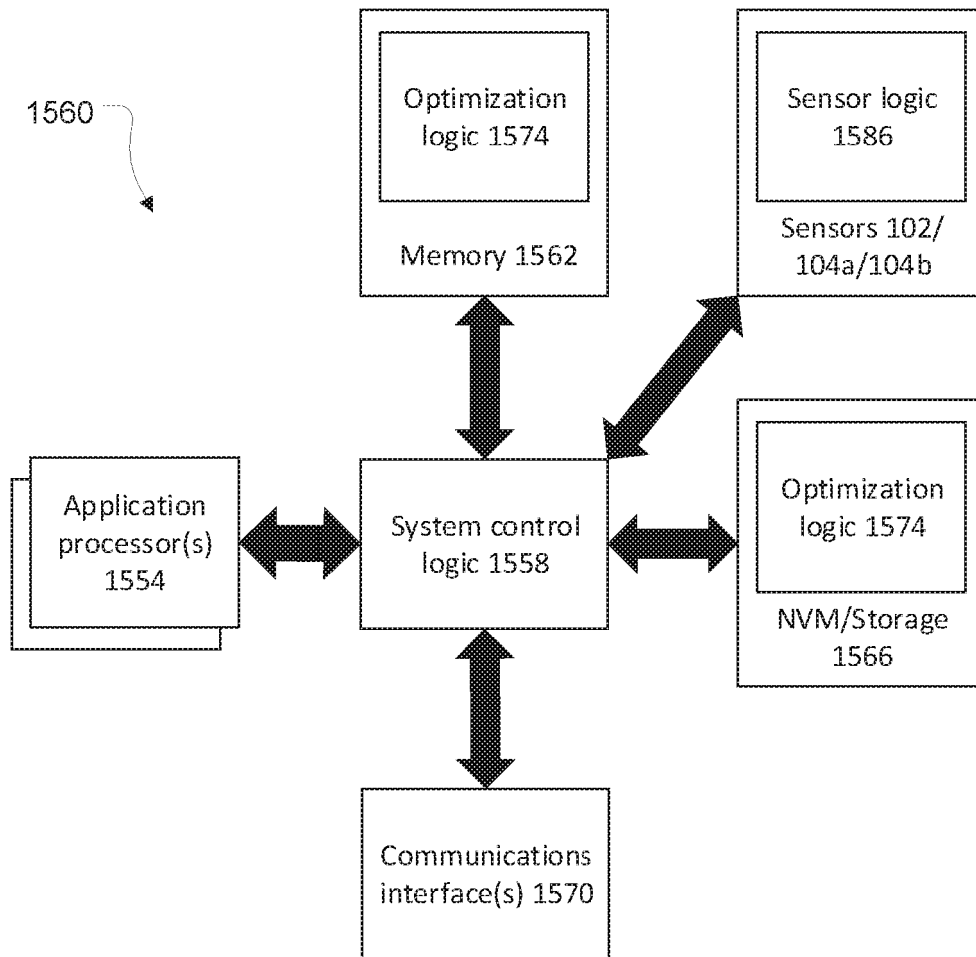 1560
Optimization
logic 1574
Memory 1562
Sensor logic
1586
Sensors 102/
104a/104b
Application
processor(s)
1554
System control
logic 1558
Optimization
logic 1574
NVM/Storage
1566
Communications
interface(s) 1570